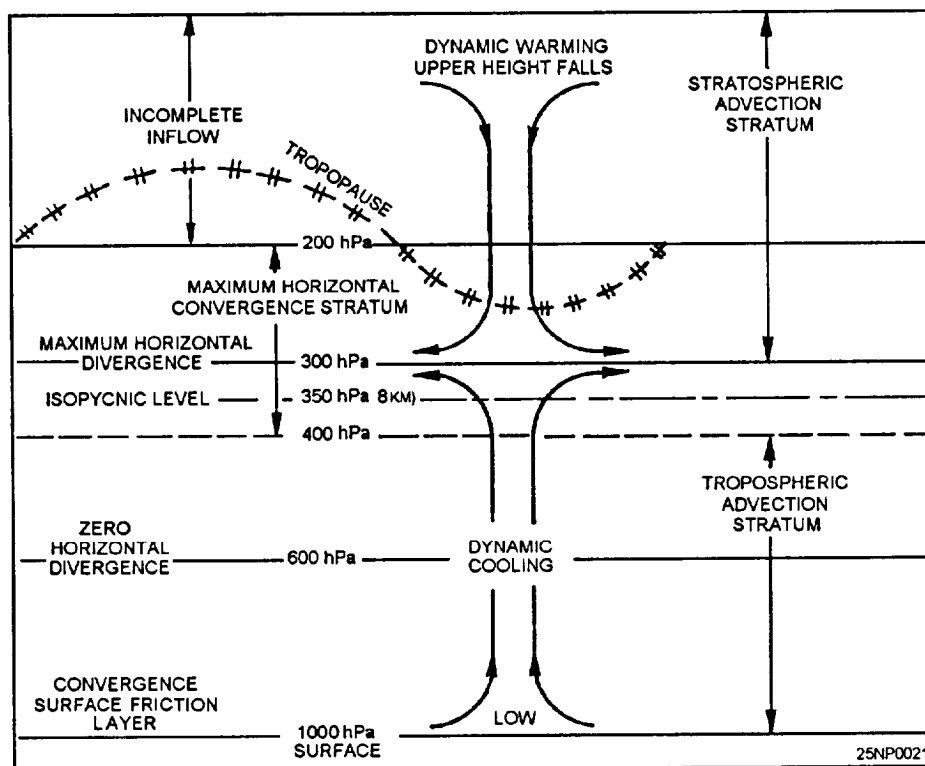 DYNAMIC WARMING
UPPER HEIGHT FALLS
STRATOSPHERIC
ADVECTION
STRATUM
INCOMPLETE
INFLOW
TROPOPAUSE
200 hPa
MAXIMUM HORIZONTAL
CONVERGENCE STRATUM
MAXIMUM HORIZONTAL
DIVERGENCE
300 hPa
ISOPYCNIC LEVEL
350 hPa 8KM)
400 hPa
TROPOSPHERIC
ADVECTION
STRATUM
ZERO
HORIZONTAL
DIVERGENCE
600 hPa
DYNAMIC
COOLING
CONVERGENCE
SURFACE FRICTION
LAYER
LOW
1000 hPa
SURFACE
25NP0021